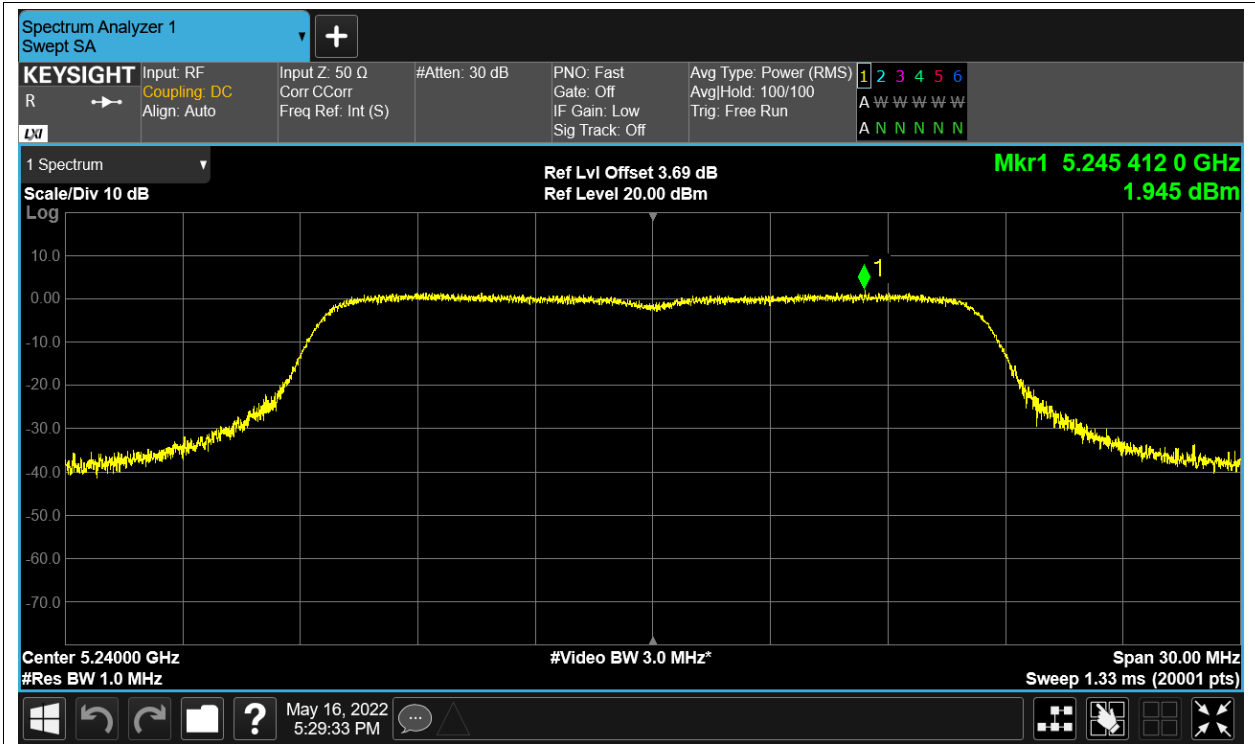 Spectrum Analyzer 1
Swept SA
KEYSIGHT
R
LXI
Input: RF
Coupling: DC
Align: Auto
Input Z: 50 Ω
Corr CCorr
Freq Ref: Int (S)
#Atten: 30 dB
PNO: Fast
Gate: Off
IF Gain: Low
Sig Track: Off
Avg Type: Power (RMS)
Avg|Hold: 100/100
Trig: Free Run
1 2 3 4 5 6
A W W W W W
A N N N N N
1 Spectrum
Scale/Div 10 dB
Log
Ref Lvl Offset 3.69 dB
Ref Level 20.00 dBm
Mkr1 5.245 412 0 GHz
1.945 dBm
1
10.0
0.00
-10.0
-20.0
-30.0
-40.0
-50.0
-60.0
-70.0
Center 5.24000 GHz
#Res BW 1.0 MHz
#Video BW 3.0 MHz*
Span 30.00 MHz
Sweep 1.33 ms (20001 pts)
?
May 16, 2022
5:29:33 PM